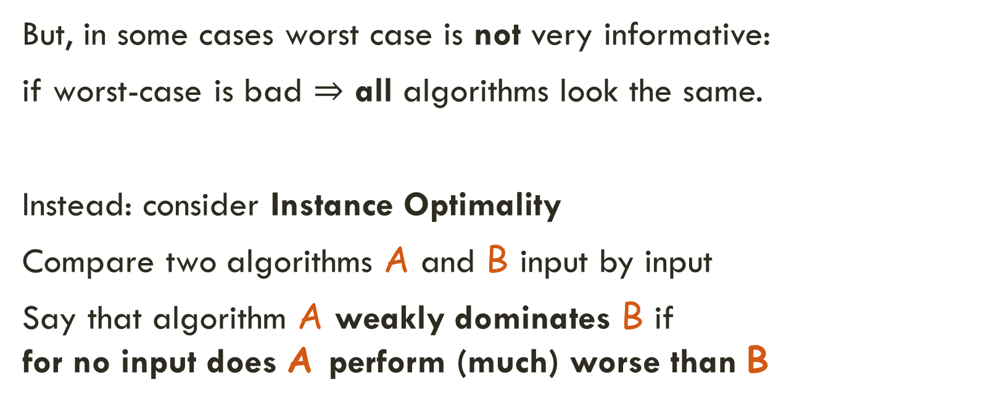 But, in some cases worst case is not very informative:
if worst-case is bad ⇒ all algorithms look the same.
Instead: consider Instance Optimality
Compare two algorithms A and B input by input
Say that algorithm A weakly dominates B if
for no input does A perform (much) worse than B